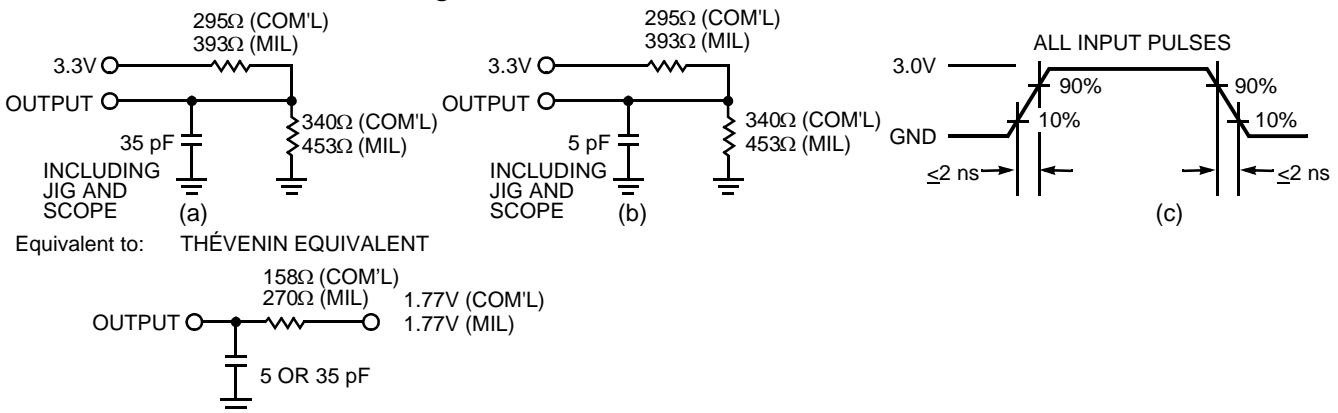 295Ω (COM'L)
393Ω (MIL)
3.3V
OUTPUT
35 pF
340Ω (COM'L)
453Ω (MIL)
INCLUDING
JIG AND
SCOPE
(a)
295Ω (COM'L)
393Ω (MIL)
3.3V
OUTPUT
5 pF
340Ω (COM'L)
453Ω (MIL)
INCLUDING
JIG AND
SCOPE
(b)
ALL INPUT PULSES
3.0V
90%
90%
10%
10%
GND
≤2 ns
≤2 ns
(c)
Equivalent to: THÉVENIN EQUIVALENT
158Ω (COM'L)
270Ω (MIL)
1.77V (COM'L)
1.77V (MIL)
OUTPUT
5 OR 35 pF